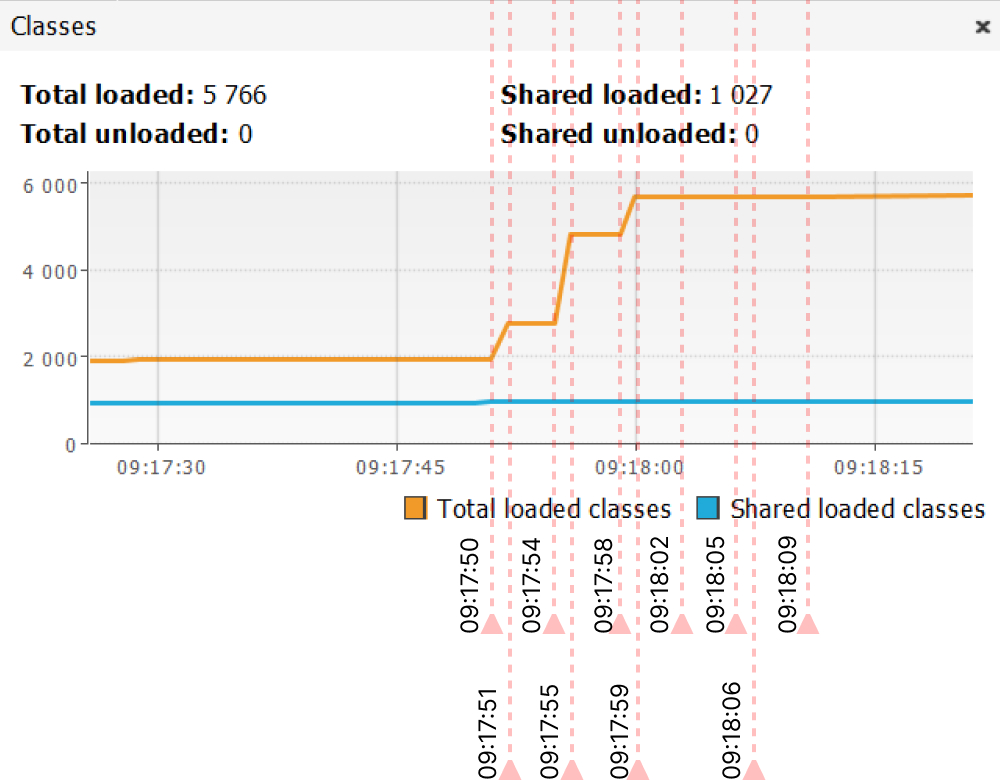 Classes
Total loaded: 5 766
Shared loaded: 1 027
Total unloaded: 0
Shared unloaded: 0
6 000
4 000
2 000
0
09:17:30
09:17:45
09:18:00
09:18:15
Total loaded classes
Shared loaded classes
09:17:50
09:17:54
09:17:58
09:18:02
09:18:05
09:18:09
09:17:51
09:17:55
09:17:59
09:18:06